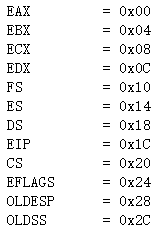 EAX = 0x00
EBX = 0x04
ECX = 0x08
EDX = 0x0C
FS = 0x10
ES = 0x14
DS = 0x18
EIP = 0x1C
CS = 0x20
EFLAGS = 0x24
OLDESP = 0x28
OLDSS = 0x2C